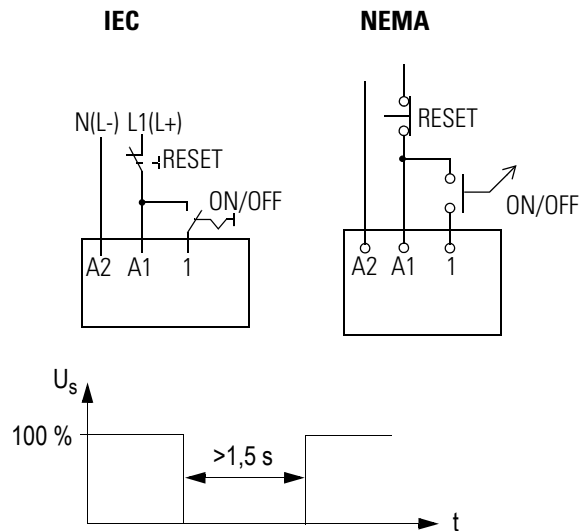 IEC NEMA
N(L-) L1(L+)
RESET
ON/OFF
A2 A1 1
RESET
ON/OFF
A2 A1 1
Us
100 %
>1,5 s
t